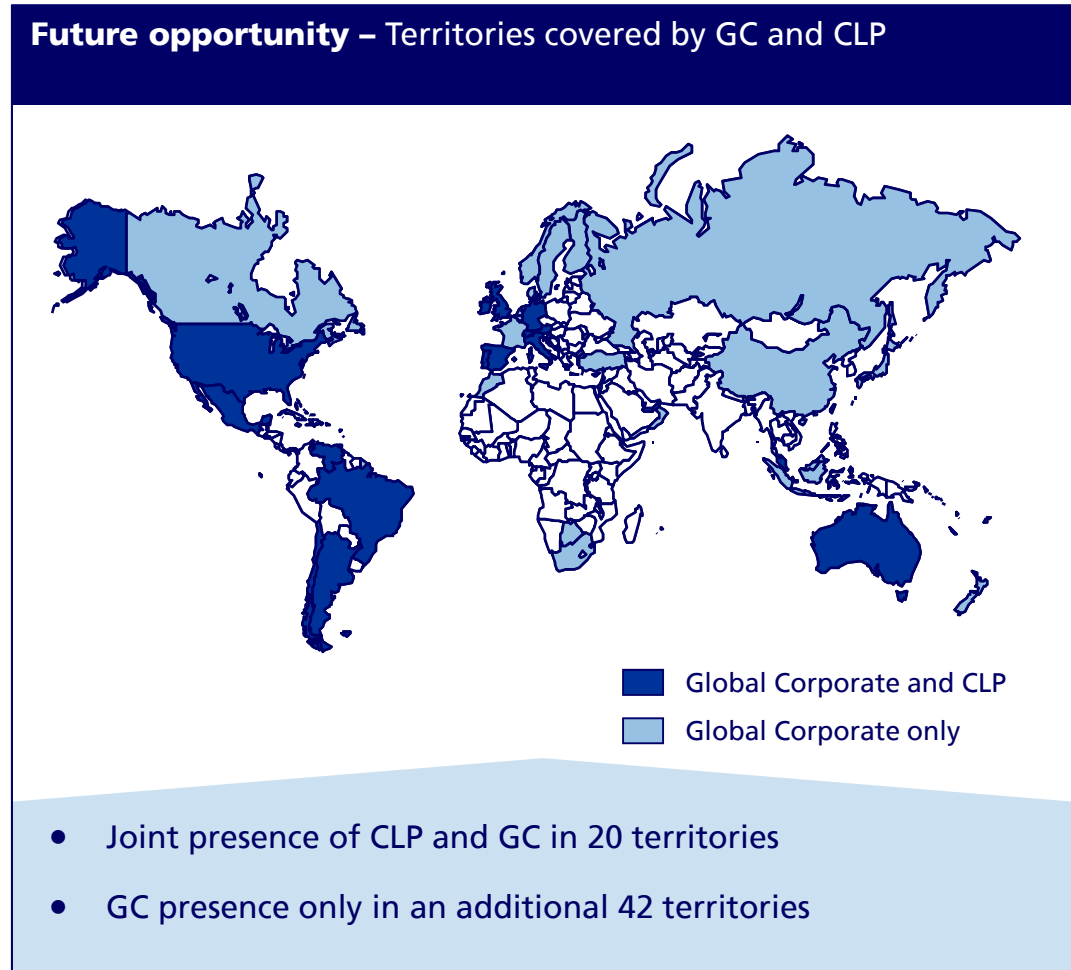 Future opportunity – Territories covered by GC and CLP
Global Corporate and CLP
Global Corporate only
• Joint presence of CLP and GC in 20 territories
• GC presence only in an additional 42 territories